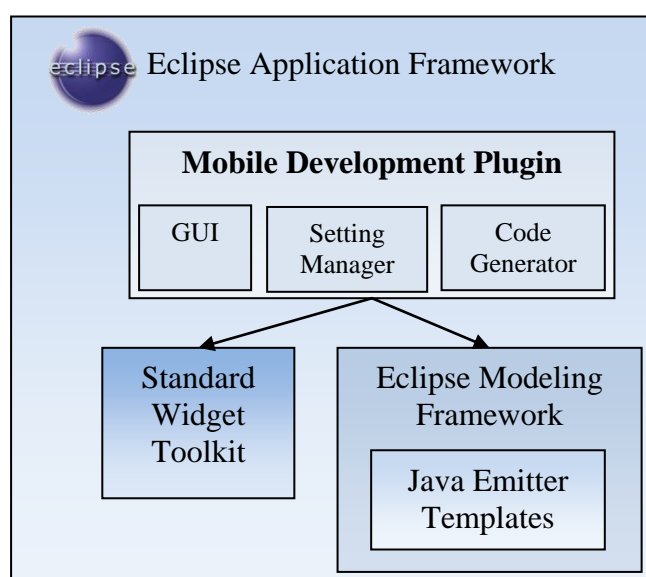 eclipse Eclipse Application Framework
Mobile Development Plugin
GUI
Setting
Manager
Code
Generator
Standard
Widget
Toolkit
Eclipse Modeling
Framework
Java Emitter
Templates